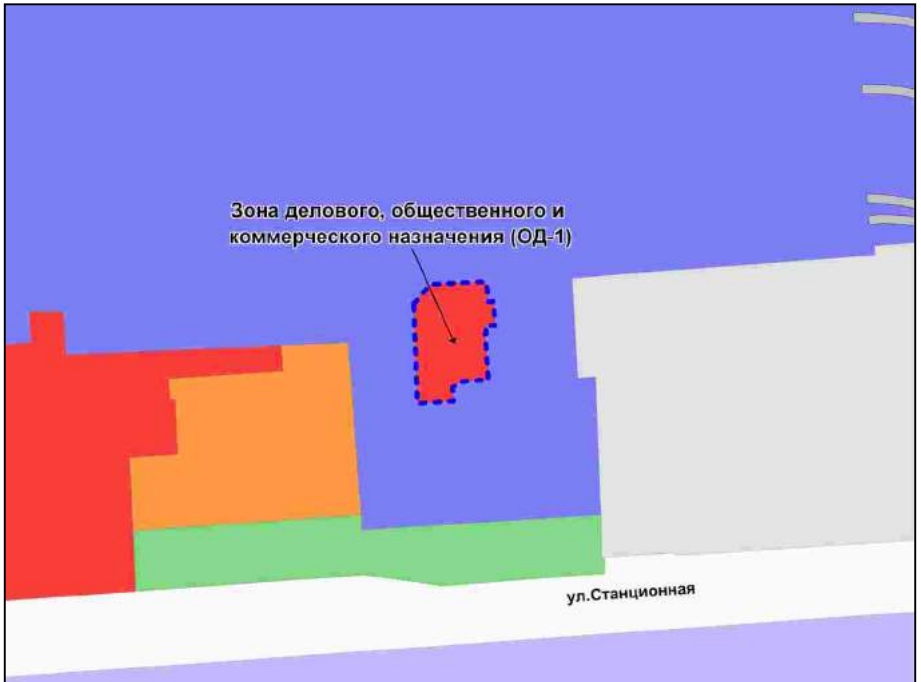 Зона делового, общественного и
коммерческого назначения (ОД-1)
ул.Станционная